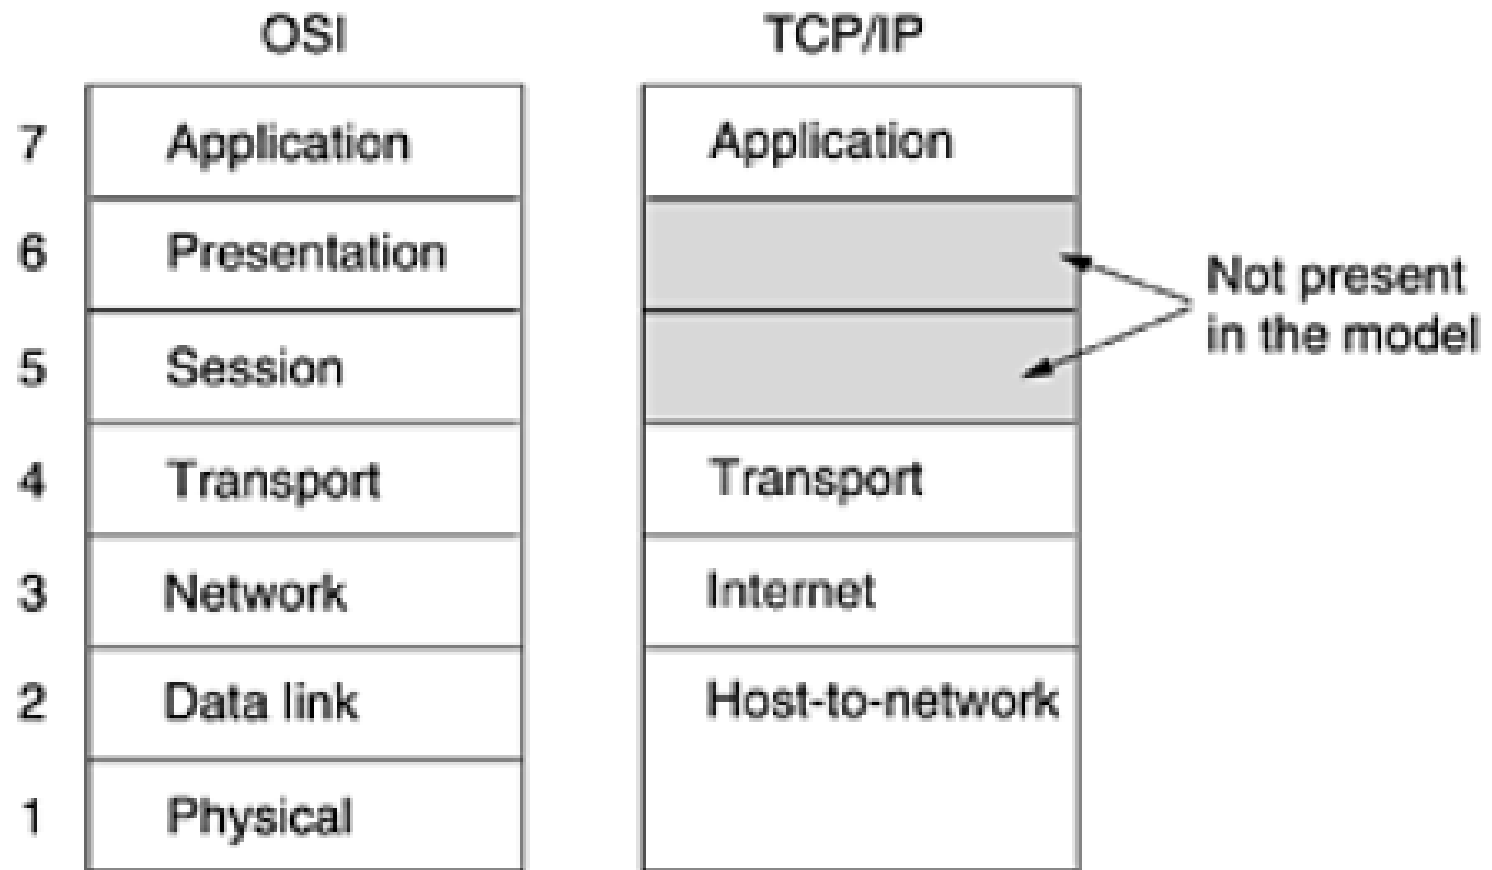 OSI TCP/IP
7 Application Application
6 Presentation
Not present
in the model
5 Session
4 Transport Transport
3 Network Internet
2 Data link Host-to-network
1 Physical